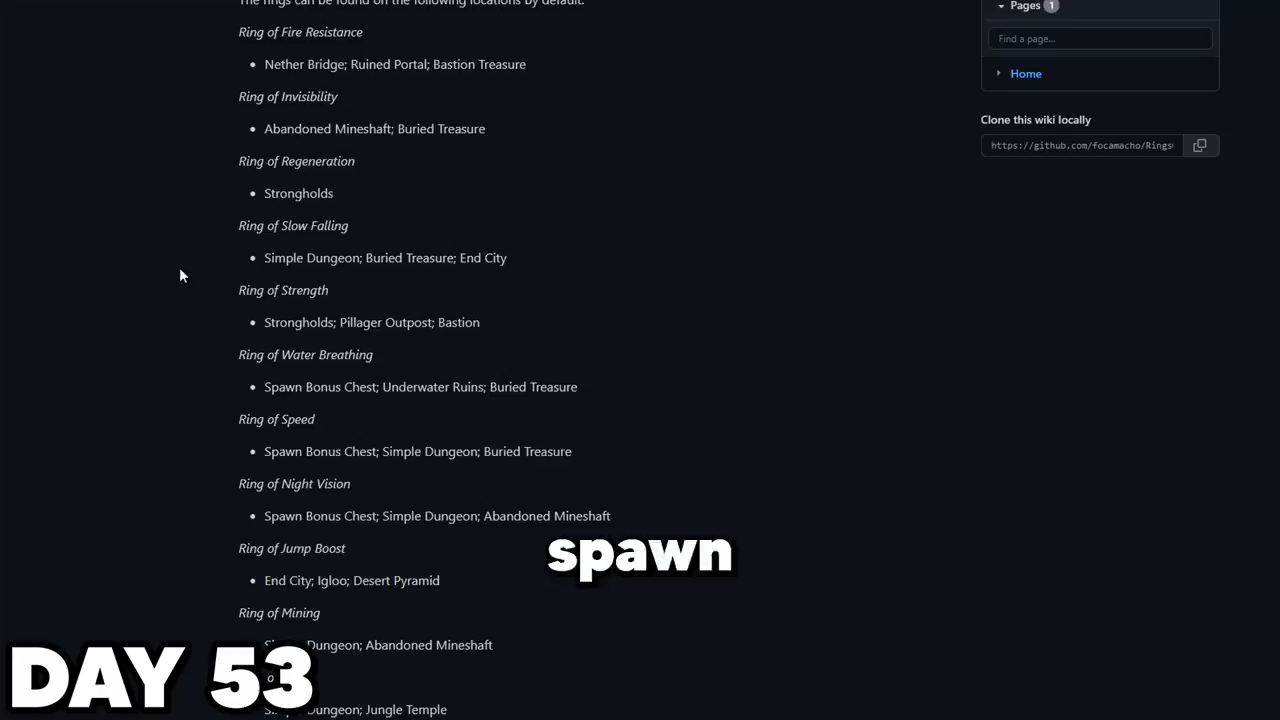 The rings can be found on the following locations by default.
Ring of Fire Resistance
Nether Bridge; Ruined Portal; Bastion Treasure
Ring of Invisibility
Abandoned Mineshaft; Buried Treasure
Ring of Regeneration
Strongholds
Ring of Slow Falling
Simple Dungeon; Buried Treasure; End City
Ring of Strength
Strongholds; Pillager Outpost; Bastion
Ring of Water Breathing
Spawn Bonus Chest; Underwater Ruins; Buried Treasure
Ring of Speed
Spawn Bonus Chest; Simple Dungeon; Buried Treasure
Ring of Night Vision
Spawn Bonus Chest; Simple Dungeon; Abandoned Mineshaft
Ring of Jump Boost
End City; Igloo; Desert Pyramid
Ring of Mining
Dungeon; Abandoned Mineshaft
Dungeon; Jungle Temple
spawn
DAY 53
Pages 1
Find a page...
Home
Clone this wiki locally
https://github.com/focamacho/Rings